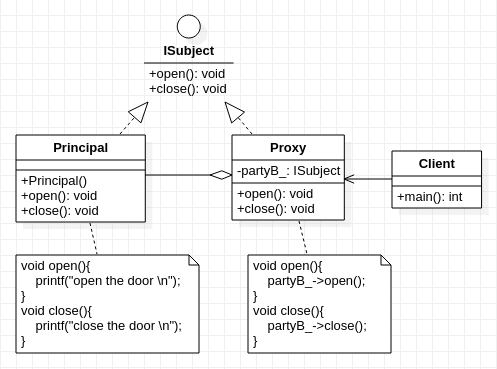 ISubject
+open(): void
+close(): void
Principal
+Principal()
+open(): void
+close(): void
Proxy
-partyB_: ISubject
+open(): void
+close(): void
Client
+main(): int
void open(){
printf("open the door \n");
}
void close(){
printf("close the door \n");
}
void open(){
partyB_->open();
}
void close(){
partyB_->close();
}